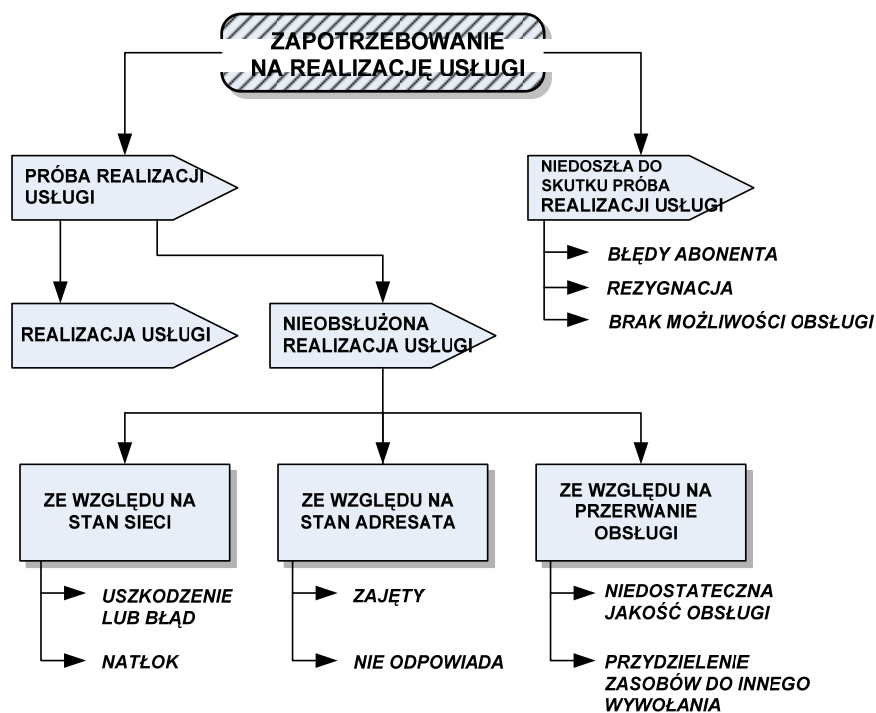 ZAPOTRZEBOWANIE
NA REALIZACJĘ USŁUGI
PRÓBA REALIZACJI
USŁUGI
NIEDOSZŁA DO
SKUTKU PRÓBA
REALIZACJI USŁUGI
BŁĘDY ABONENTA
REZYGNACJA
BRAK MOŻLIWOŚCI OBSŁUGI
REALIZACJA USŁUGI
NIEOBSŁUŻONA
REALIZACJA USŁUGI
ZE WZGLĘDU NA
STAN SIECI
ZE WZGLĘDU NA
STAN ADRESATA
ZE WZGLĘDU NA
PRZERWANIE
OBSŁUGI
USZKODZENIE
LUB BŁĄD
NATŁOK
ZAJĘTY
NIE ODPOWIADA
NIEDOSTATECZNA
JAKOŚĆ OBSŁUGI
PRZYDZIELENIE
ZASOBÓW DO INNEGO
WYWOŁANIA